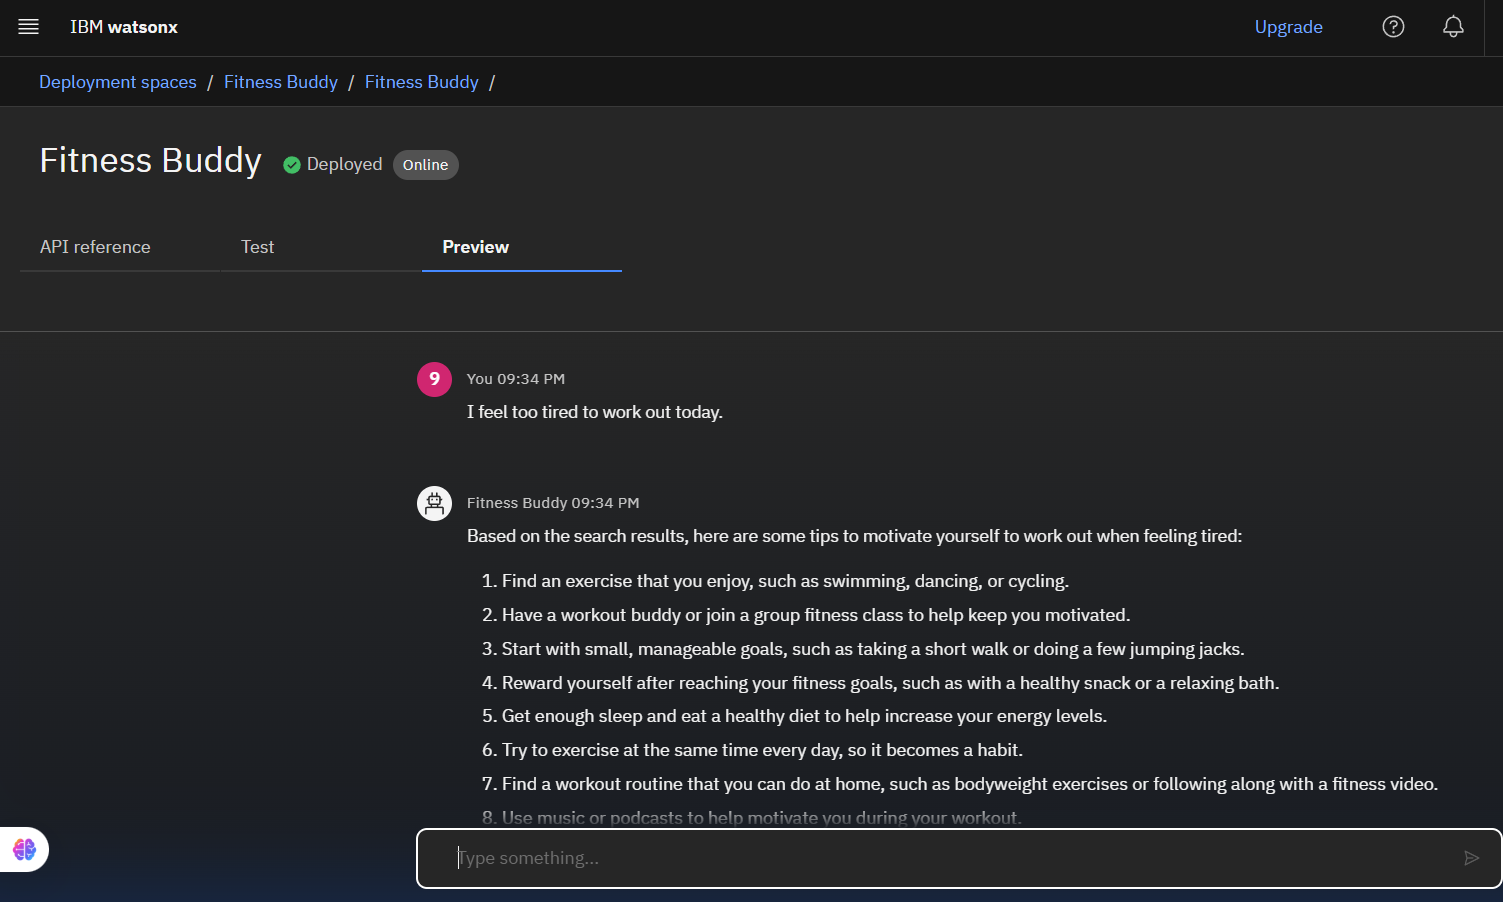 IBM watsonx
Upgrade
Deployment spaces / Fitness Buddy / Fitness Buddy /
Fitness Buddy
Deployed
Online
API reference
Test
Preview
9
You 09:34 PM
I feel too tired to work out today.
Fitness Buddy 09:34 PM
Based on the search results, here are some tips to motivate yourself to work out when feeling tired:
1. Find an exercise that you enjoy, such as swimming, dancing, or cycling.
2. Have a workout buddy or join a group fitness class to help keep you motivated.
3. Start with small, manageable goals, such as taking a short walk or doing a few jumping jacks.
4. Reward yourself after reaching your fitness goals, such as with a healthy snack or a relaxing bath.
5. Get enough sleep and eat a healthy diet to help increase your energy levels.
6. Try to exercise at the same time every day, so it becomes a habit.
7. Find a workout routine that you can do at home, such as bodyweight exercises or following along with a fitness video.
8. Use music or podcasts to help motivate you during your workout.
Type something...